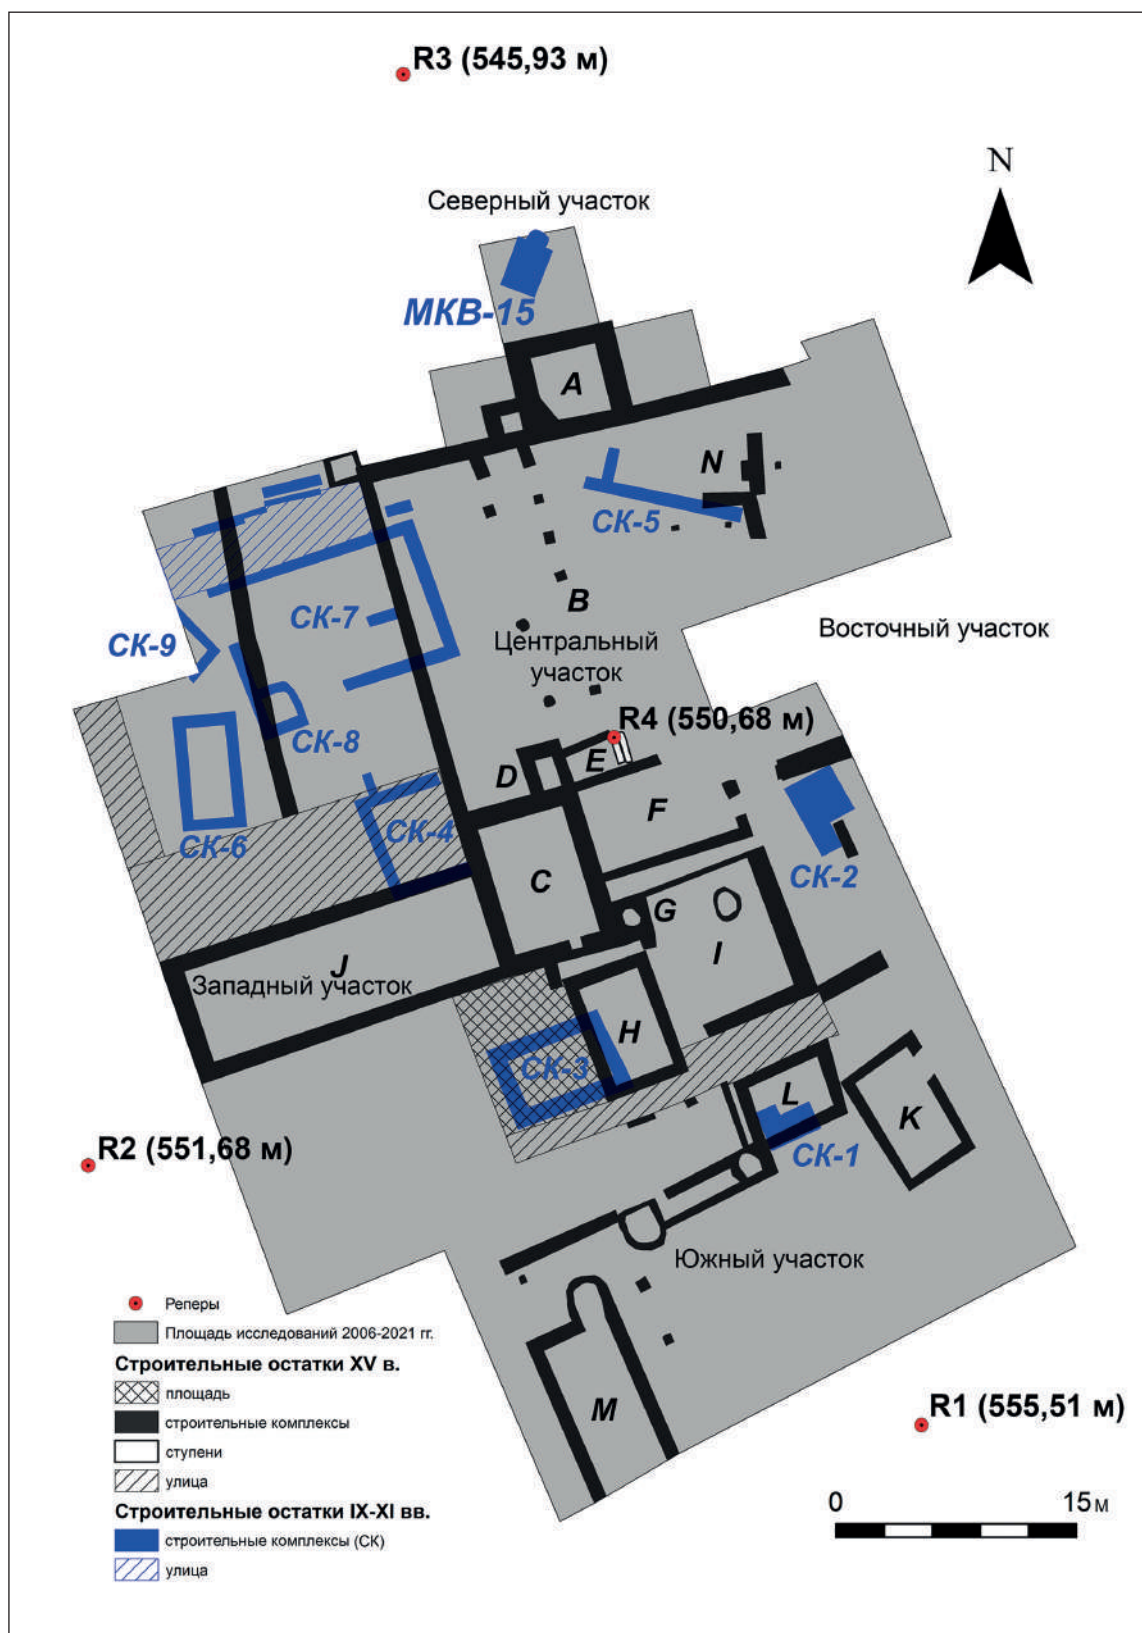 R3 (545,93 м)
N
Северный участок
МКВ-15
A
N
СК-5
B
СК-7
СК-9
Восточный участок
Центральный
участок
R4 (550,68 м)
СК-8
D
E
F
СК-6
СК-4
СК-2
C
G
I
J
Западный участок
H
СК-3
L
K
R2 (551,68 м)
СК-1
Южный участок
M
R1 (555,51 м)
0
15 м
Реперы
Площадь исследований 2006-2021 гг.
Строительные остатки XV в.
площадь
строительные комплексы
ступени
улица
Строительные остатки IX-XI вв.
строительные комплексы (СК)
улица